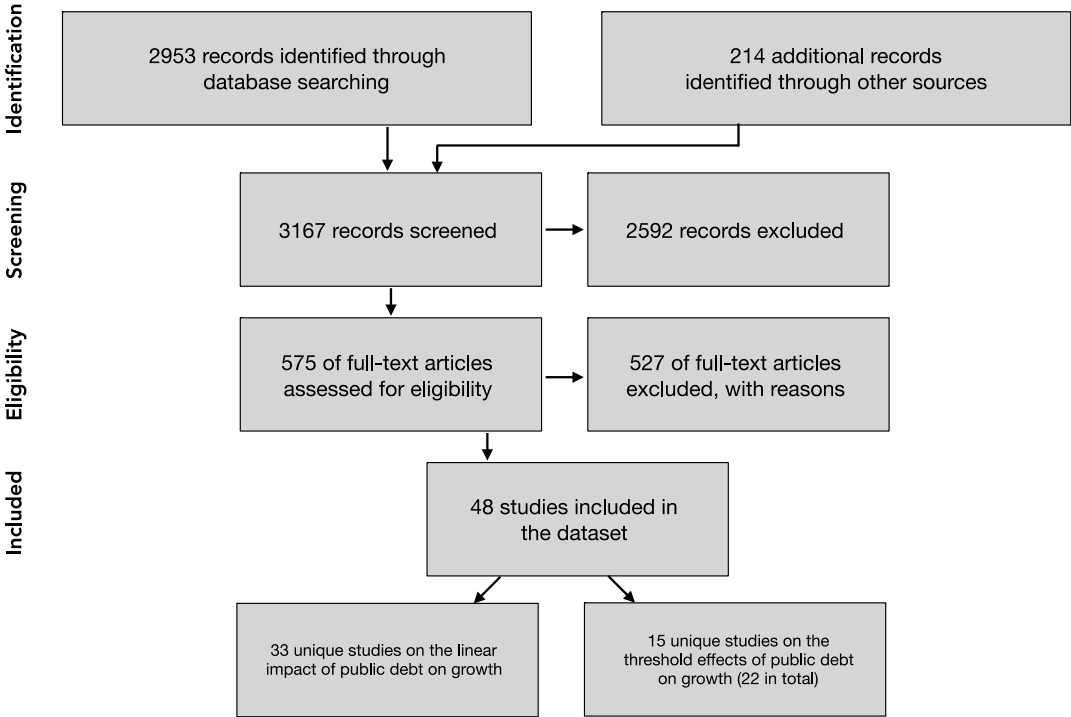 Identification
2953 records identified through
database searching
214 additional records
identified through other sources
Screening
3167 records screened
2592 records excluded
Eligibility
575 of full-text articles
assessed for eligibility
527 of full-text articles
excluded, with reasons
Included
48 studies included in
the dataset
33 unique studies on the linear
impact of public debt on growth
15 unique studies on the
threshold effects of public debt
on growth (22 in total)